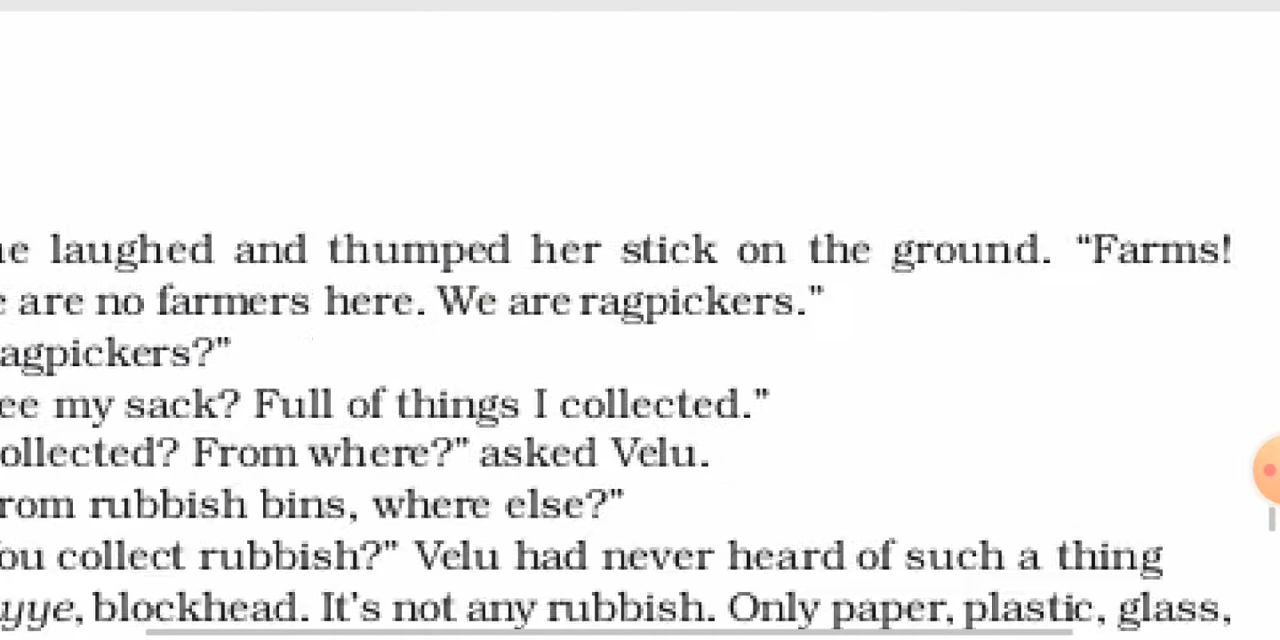 laughed and thumped her stick on the ground. “Farms!
are no farmers here. We are ragpickers."
agpickers?"
ee my sack? Full of things I collected."
ollected? From where?" asked Velu.
rom rubbish bins, where else?"
ou collect rubbish?" Velu had never heard of such a thing
yye, blockhead. It's not any rubbish. Only paper, plastic, glass,